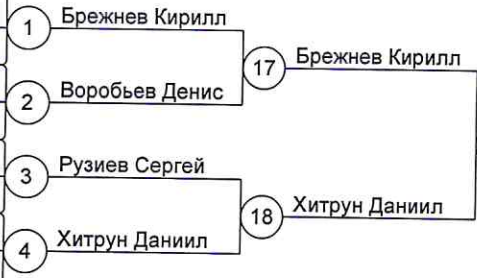 1 Брежнев Кирилл
17 Брежнев Кирилл
2 Воробьев Денис
3 Рузиев Сергей
18 Хитрун Даниил
4 Хитрун Даниил